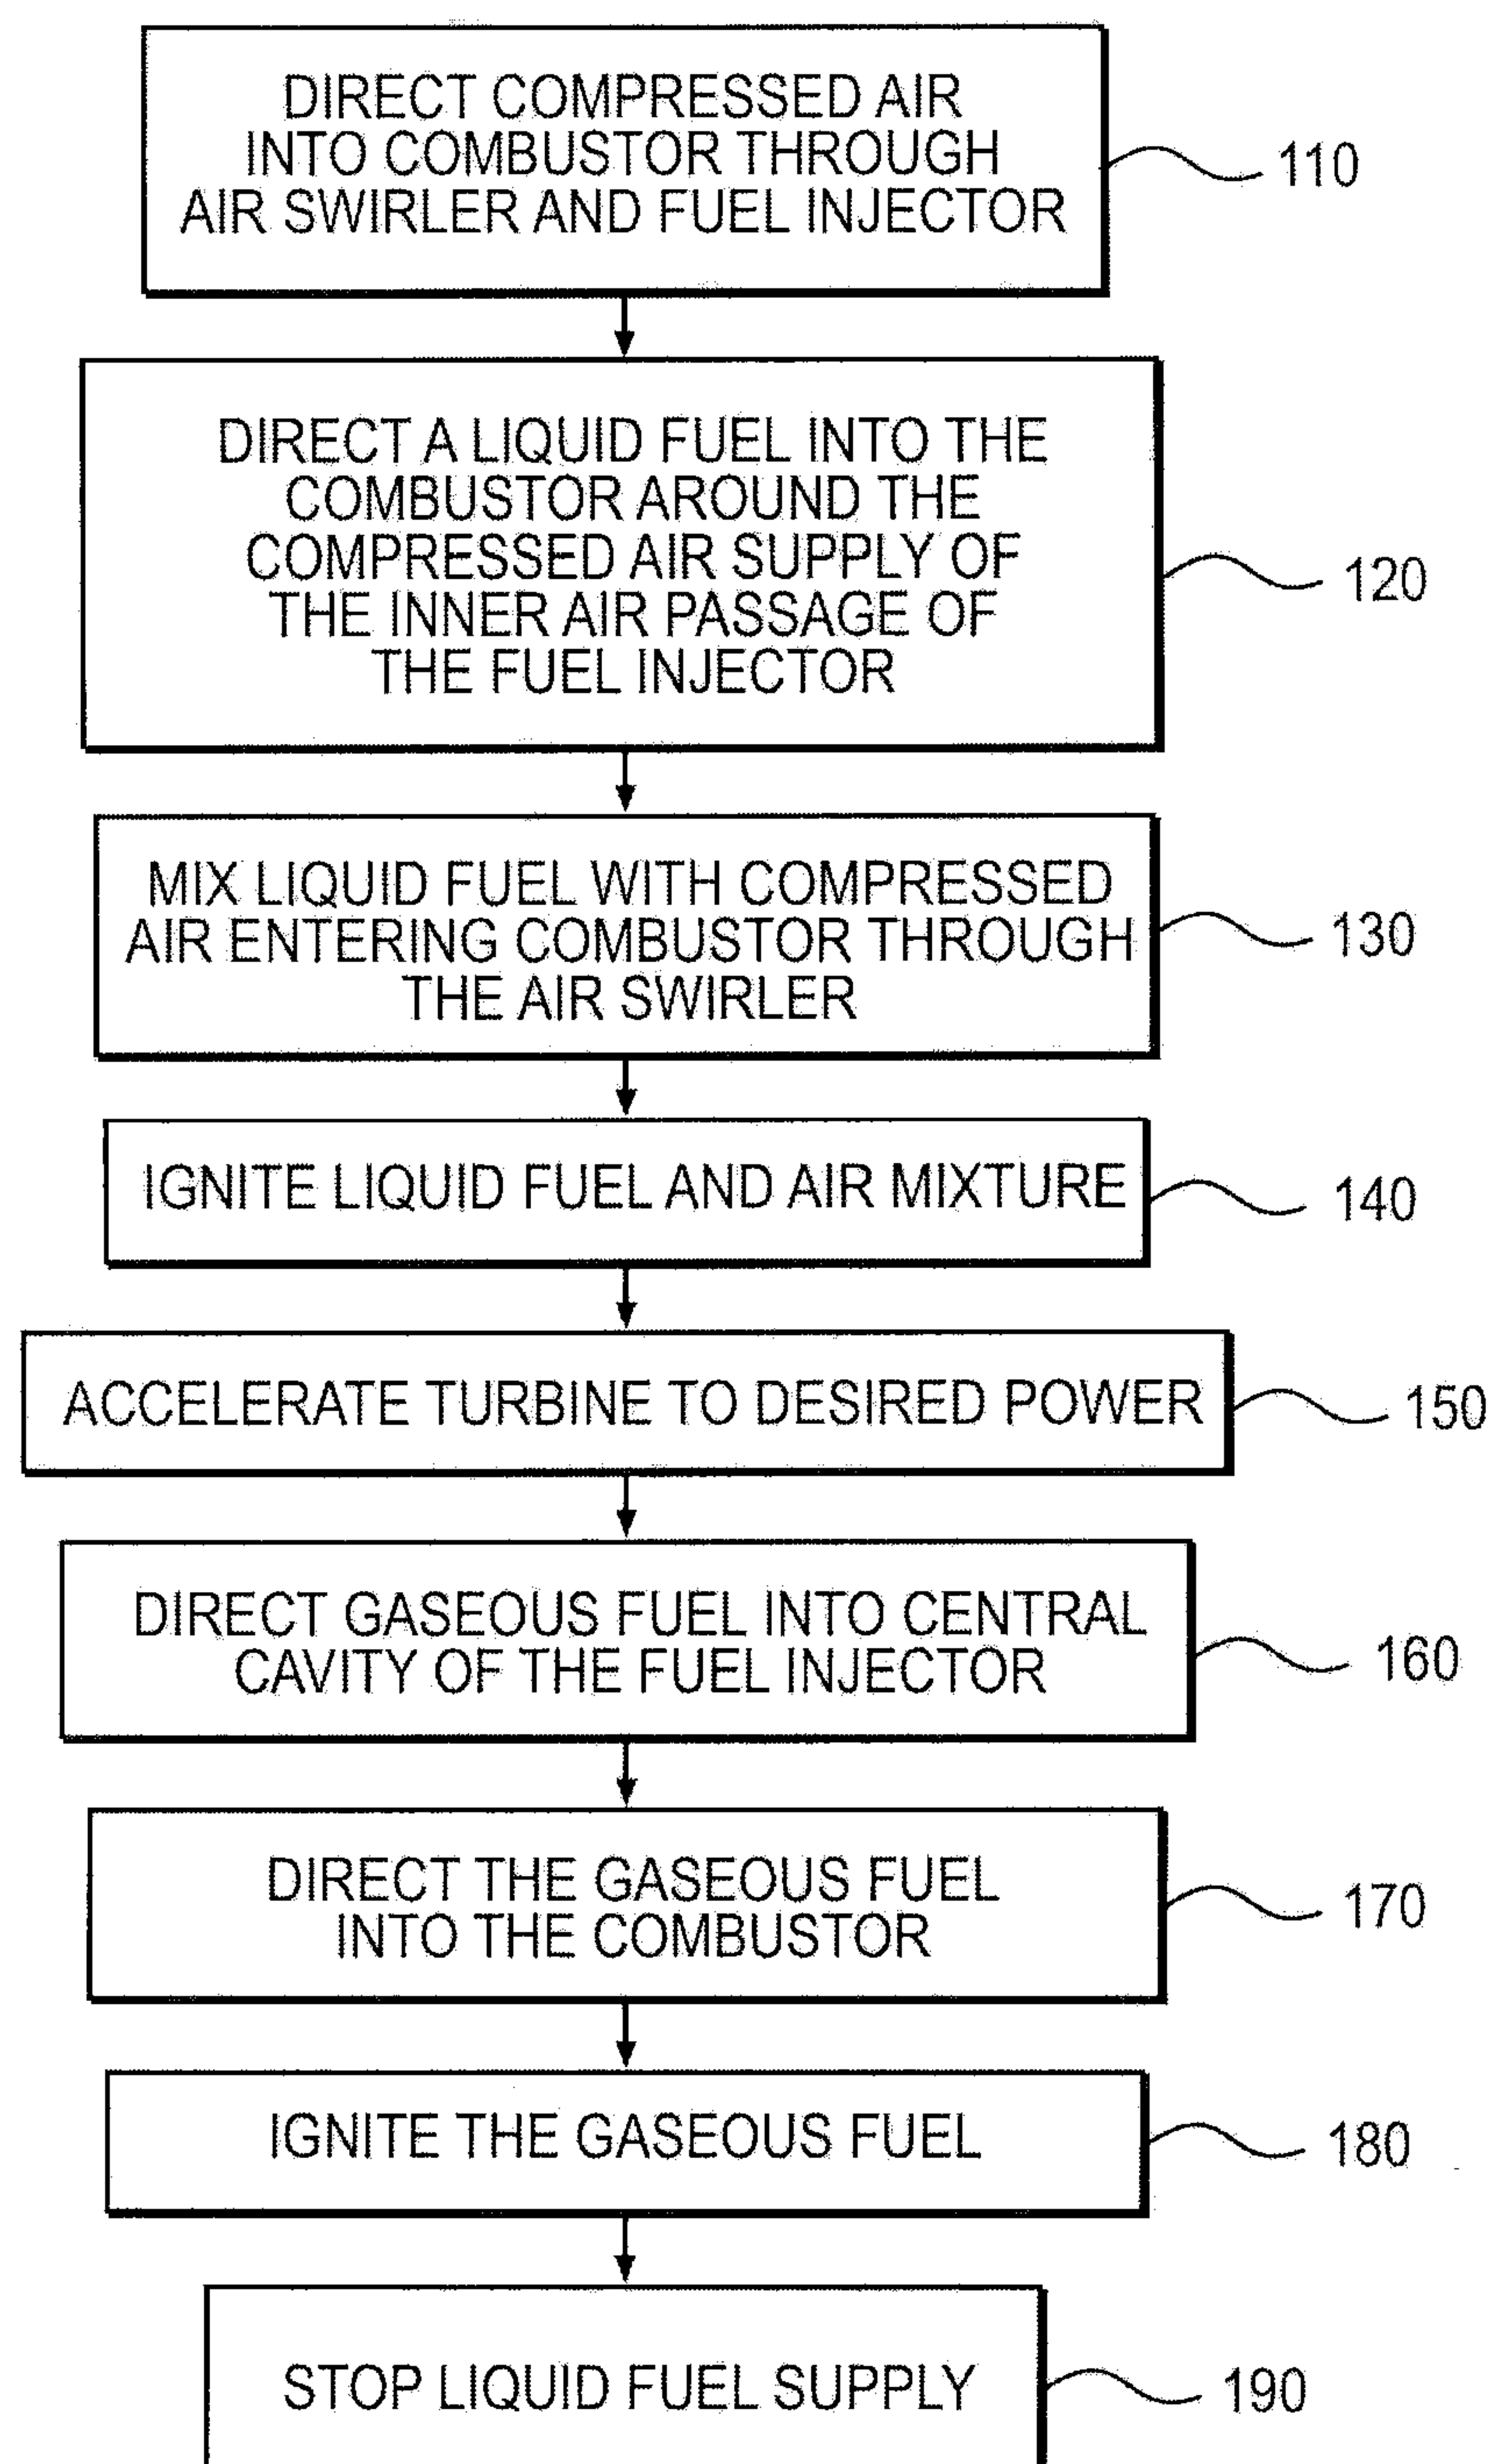 DIRECT COMPRESSED AIR
INTO COMBUSTOR THROUGH
AIR SWIRLER AND FUEL INJECTOR
110
DIRECT A LIQUID FUEL INTO THE
COMBUSTOR AROUND THE
COMPRESSED AIR SUPPLY OF
THE INNER AIR PASSAGE OF
THE FUEL INJECTOR
120
MIX LIQUID FUEL WITH COMPRESSED
AIR ENTERING COMBUSTOR THROUGH
THE AIR SWIRLER
130
IGNITE LIQUID FUEL AND AIR MIXTURE
140
ACCELERATE TURBINE TO DESIRED POWER
150
DIRECT GASEOUS FUEL INTO CENTRAL
CAVITY OF THE FUEL INJECTOR
160
DIRECT THE GASEOUS FUEL
INTO THE COMBUSTOR
170
IGNITE THE GASEOUS FUEL
180
STOP LIQUID FUEL SUPPLY
190